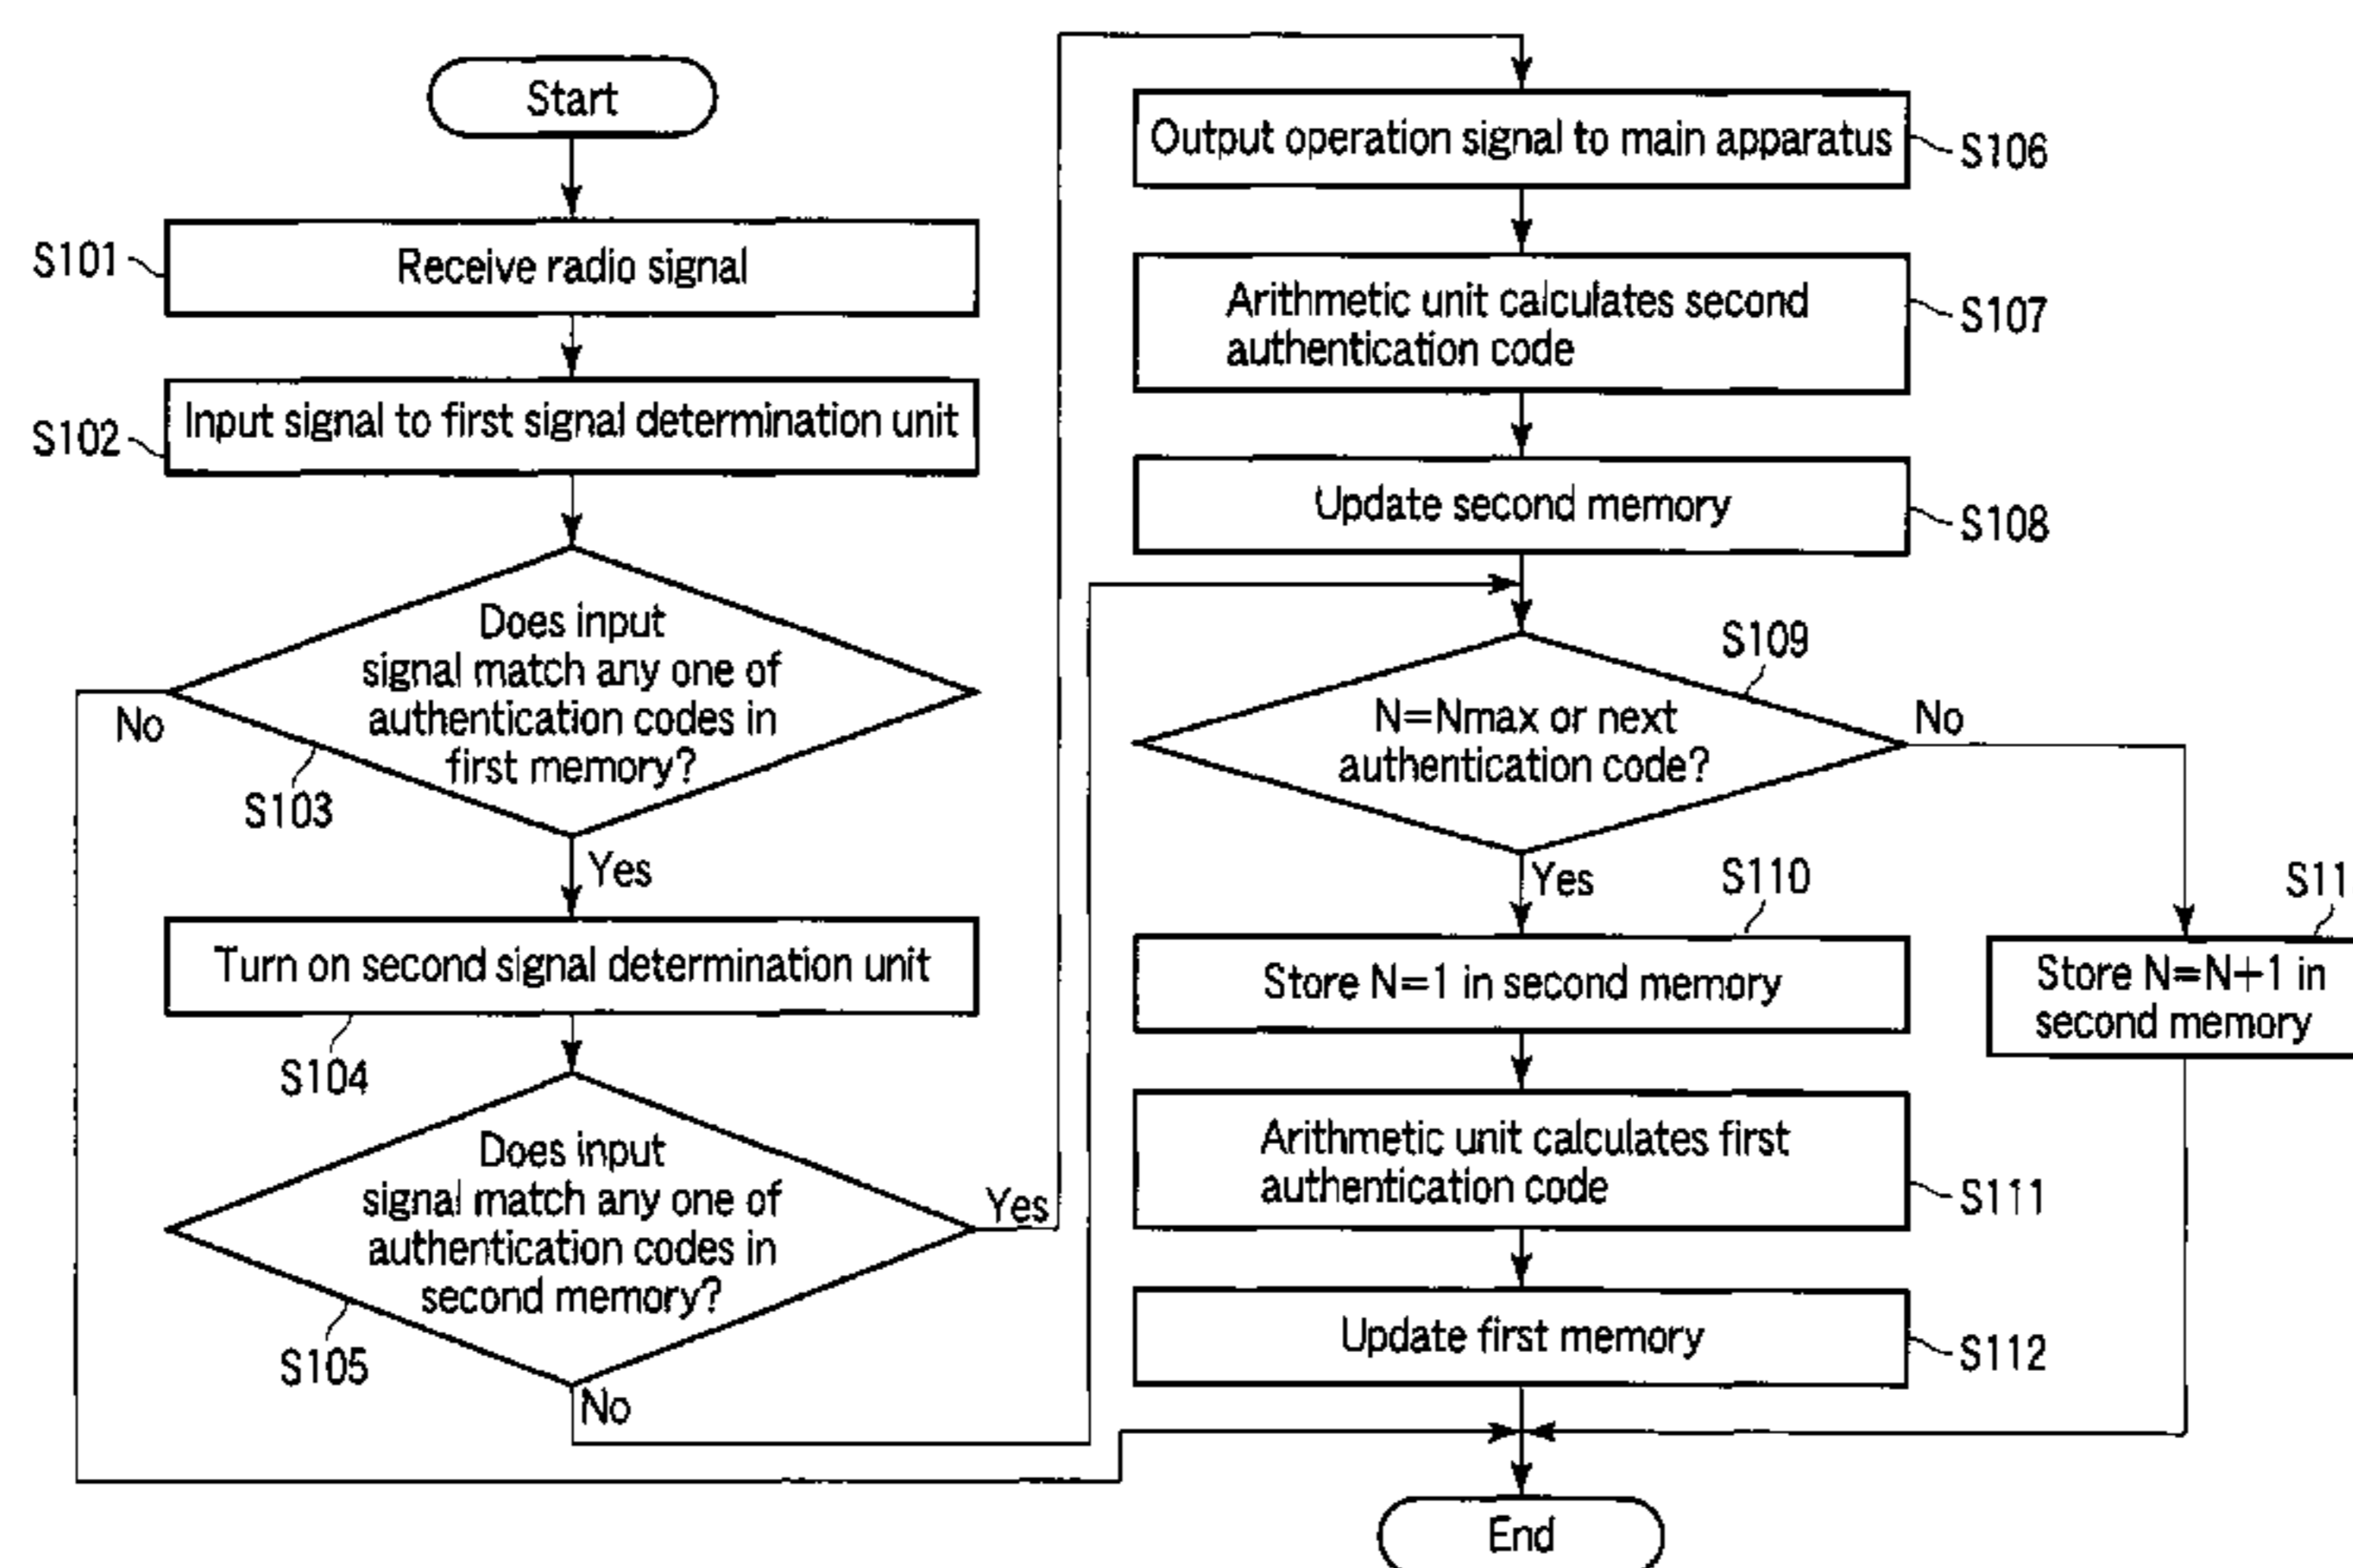 Start
S101
Receive radio signal
S102
Input signal to first signal determination unit
Does input
signal match any one of
authentication codes in
first memory?
No
S103
Yes
Turn on second signal determination unit
S104
Does input
signal match any one of
authentication codes in
second memory?
Yes
S105
No
Output operation signal to main apparatus
S106
Arithmetic unit calculates second
authentication code
S107
Update second memory
S108
S109
N=Nmax or next
authentication code?
No
Yes
S110
Store N=1 in second memory
S11
Store N=N+1 in
second memory
Arithmetic unit calculates first
authentication code
S111
Update first memory
S112
End